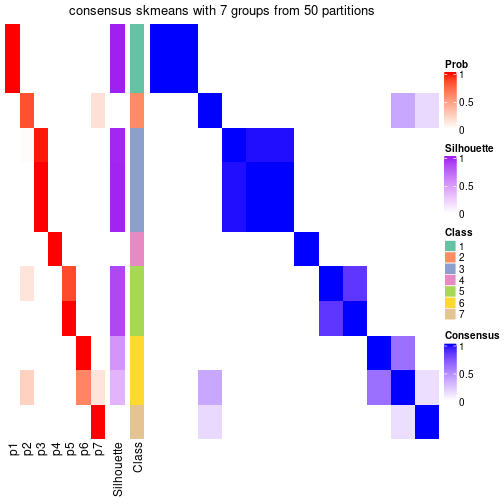 consensus skmeans with 7 groups from 50 partitions
Prob
1
0.5
0
Silhouette
1
0.5
0
Class
1
2
3
4
5
6
7
Consensus
1
0.5
0
p1
p2
p3
p4
p5
p6
p7
Silhouette
Class